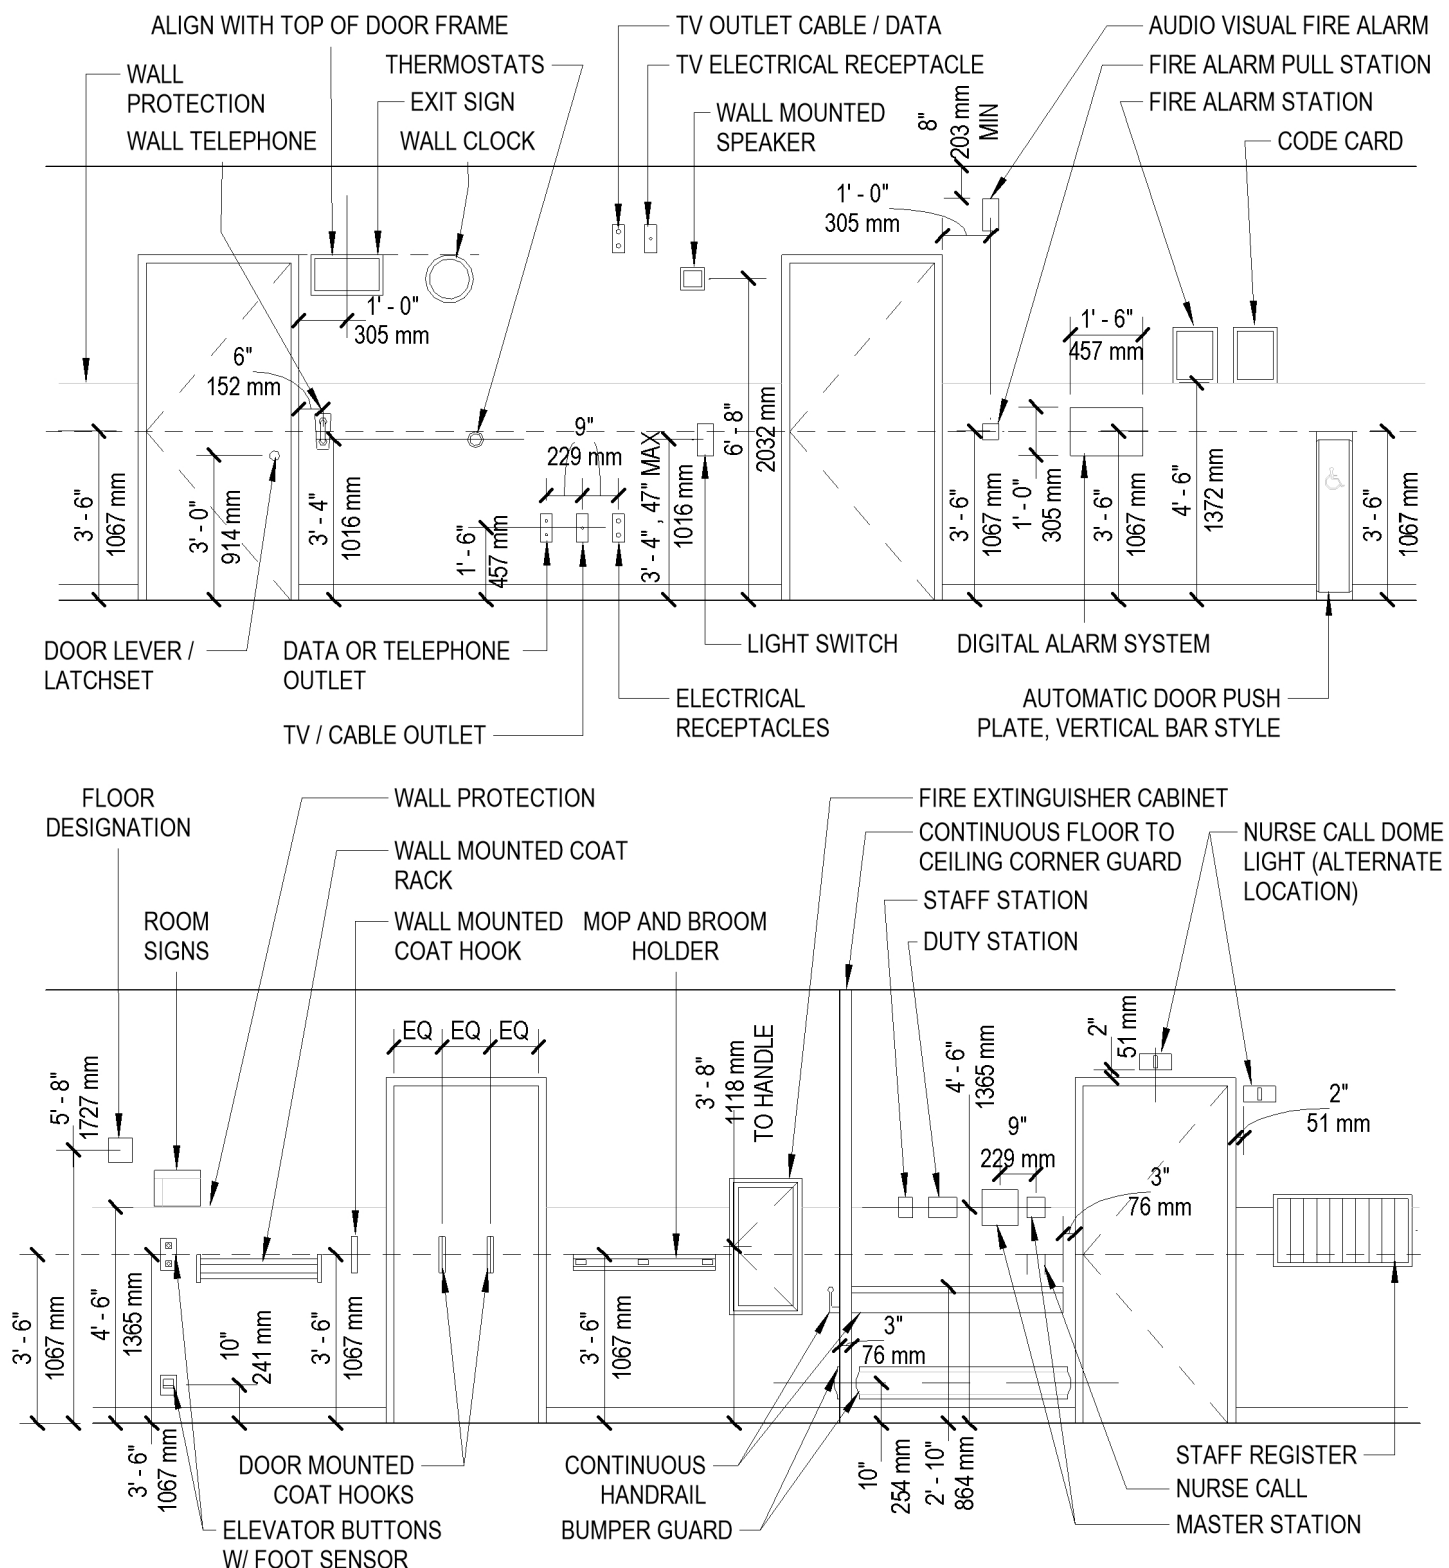 ALIGN WITH TOP OF DOOR FRAME
TV OUTLET CABLE / DATA
AUDIO VISUAL FIRE ALARM
WALL
PROTECTION
THERMOSTATS
TV ELECTRICAL RECEPTACLE
FIRE ALARM PULL STATION
EXIT SIGN
WALL MOUNTED
SPEAKER
8"
203 mm
MIN
FIRE ALARM STATION
WALL TELEPHONE
WALL CLOCK
CODE CARD
1' - 0"
305 mm
1' - 0"
305 mm
1' - 6"
457 mm
6"
152 mm
9"
229 mm
3' - 6"
1067 mm
3' - 0"
914 mm
3' - 4"
1016 mm
1' - 6"
457 mm
3' - 4" , 47" MAX
1016 mm
6' - 8"
2032 mm
3' - 6"
1067 mm
1' - 0"
305 mm
3' - 6"
1067 mm
4' - 6"
1372 mm
3' - 6"
1067 mm
DOOR LEVER /
LATCHSET
DATA OR TELEPHONE
OUTLET
LIGHT SWITCH
DIGITAL ALARM SYSTEM
TV / CABLE OUTLET
ELECTRICAL
RECEPTACLES
AUTOMATIC DOOR PUSH
PLATE, VERTICAL BAR STYLE
FLOOR
DESIGNATION
WALL PROTECTION
FIRE EXTINGUISHER CABINET
WALL MOUNTED COAT
RACK
CONTINUOUS FLOOR TO
CEILING CORNER GUARD
NURSE CALL DOME
LIGHT (ALTERNATE
LOCATION)
ROOM
SIGNS
WALL MOUNTED
COAT HOOK
MOP AND BROOM
HOLDER
STAFF STATION
DUTY STATION
EQ
EQ
EQ
5' - 8"
1727 mm
3' - 8"
1118 mm
TO HANDLE
4' - 6"
1365 mm
2"
51 mm
2"
51 mm
9"
229 mm
3"
76 mm
3' - 6"
1067 mm
4' - 6"
1365 mm
10"
241 mm
3' - 6"
1067 mm
3' - 6"
1067 mm
3"
76 mm
3' - 6"
1067 mm
10"
254 mm
2' - 10"
864 mm
DOOR MOUNTED
COAT HOOKS
CONTINUOUS
HANDRAIL
STAFF REGISTER
NURSE CALL
ELEVATOR BUTTONS
W/ FOOT SENSOR
BUMPER GUARD
MASTER STATION